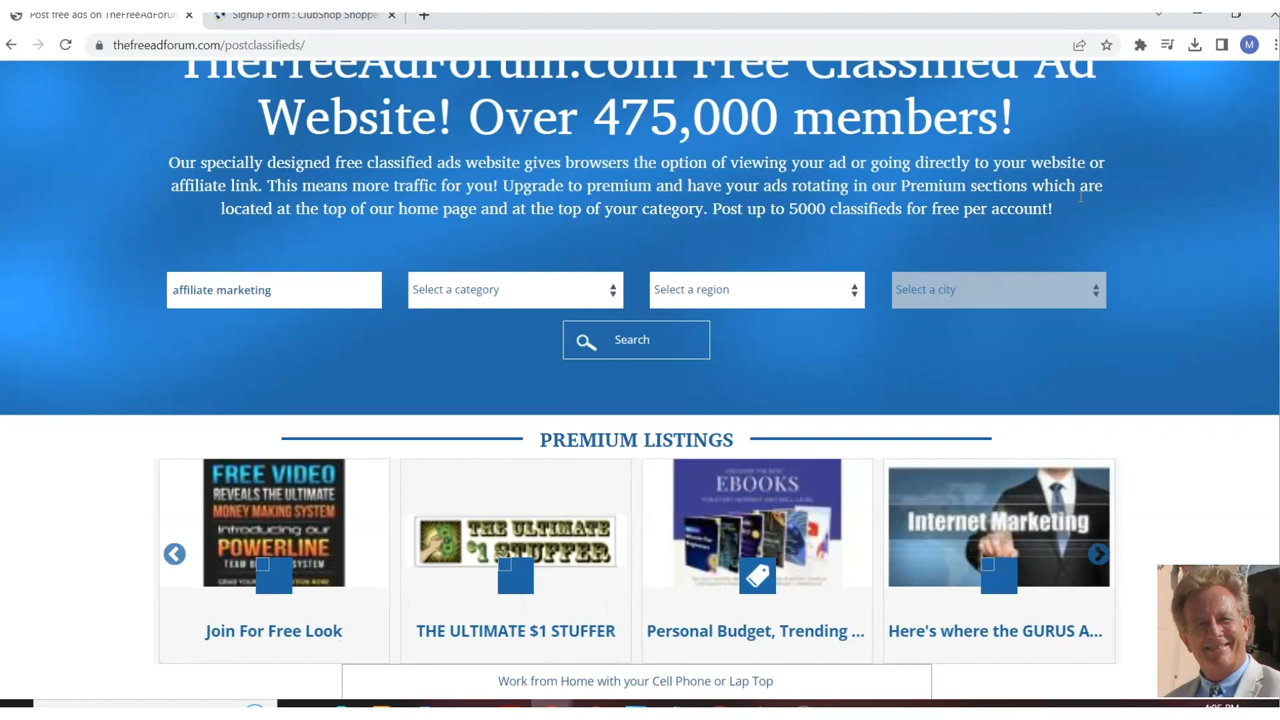 Post free ads on TheFreeAdForum
Signup Form : ClubShop Shoppe
thefreeadforum.com/postclassifieds/
M
TheFreeAdForum.com Free Classified Ad
Website! Over 475,000 members!
Our specially designed free classified ads website gives browsers the option of viewing your ad or going directly to your website or
affiliate link. This means more traffic for you! Upgrade to premium and have your ads rotating in our Premium sections which are
located at the top of our home page and at the top of your category. Post up to 5000 classifieds for free per account!
affiliate marketing
Select a category
Select a region
Select a city
Search
PREMIUM LISTINGS
FREE VIDEO
REVEALS THE ULTIMATE
MONEY MAKING SYSTEM
Introducing our
POWERLINE
THE ULTIMATE
$1 STUFFER
EBOOKS
Internet Marketing
Join For Free Look
THE ULTIMATE $1 STUFFER
Personal Budget, Trending ...
Here's where the GURUS A...
Work from Home with your Cell Phone or Lap Top
4:05 PM